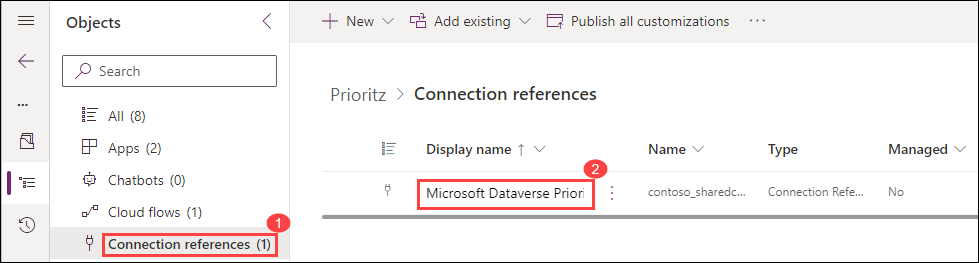 Objects
Search
All (8)
Apps (2)
Chatbots (0)
Cloud flows (1)
1
Connection references (1)
New
Add existing
Publish all customizations
Prioritz > Connection references
Display name ↑ Name Type Managed
2
Microsoft Dataverse Priori contoso_sharedc... Connection Refe... No